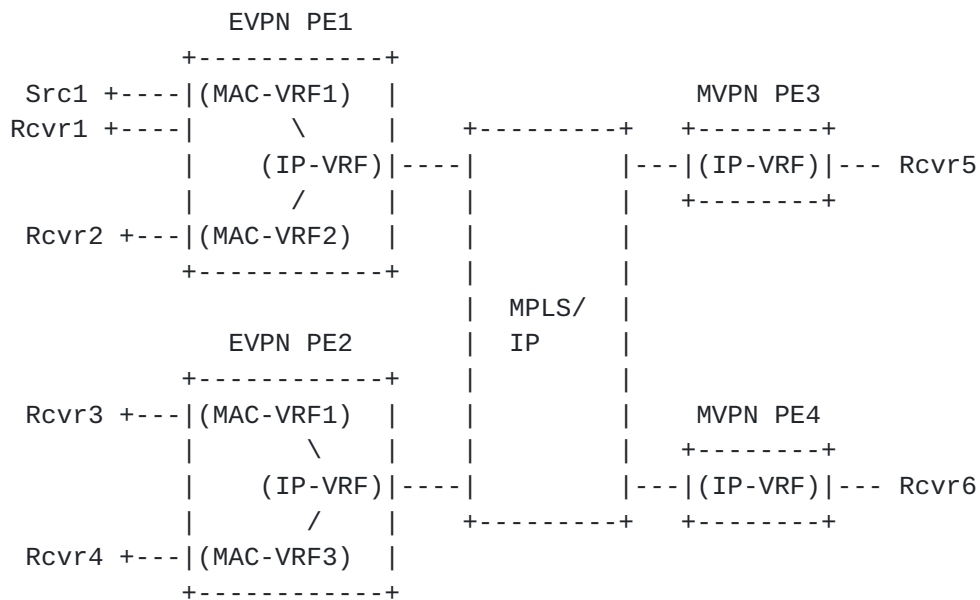 EVPN PE1
+------------+
Src1 +----|(MAC-VRF1) | MVPN PE3
Rcvr1 +----| \ | +---------+ +--------+
| (IP-VRF)|----| |---|(IP-VRF)|--- Rcvr5
| / | | | +--------+
Rcvr2 +---|(MAC-VRF2) | | |
+------------+ | |
| MPLS/ |
EVPN PE2 | IP |
+------------+ | |
Rcvr3 +---|(MAC-VRF1) | | | MVPN PE4
| \ | | | +--------+
| (IP-VRF)|----| |---|(IP-VRF)|--- Rcvr6
| / | +---------+ +--------+
Rcvr4 +---|(MAC-VRF3) |
+------------+